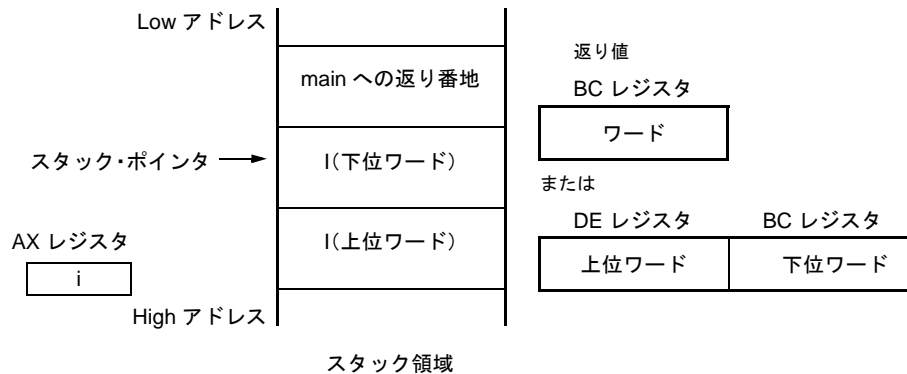 Low アドレス
main への返り番地
スタック・ポインタ
l(下位ワード)
l(上位ワード)
AX レジスタ
i
High アドレス
スタック領域
返り値
BC レジスタ
ワード
または
DE レジスタ
BC レジスタ
上位ワード
下位ワード